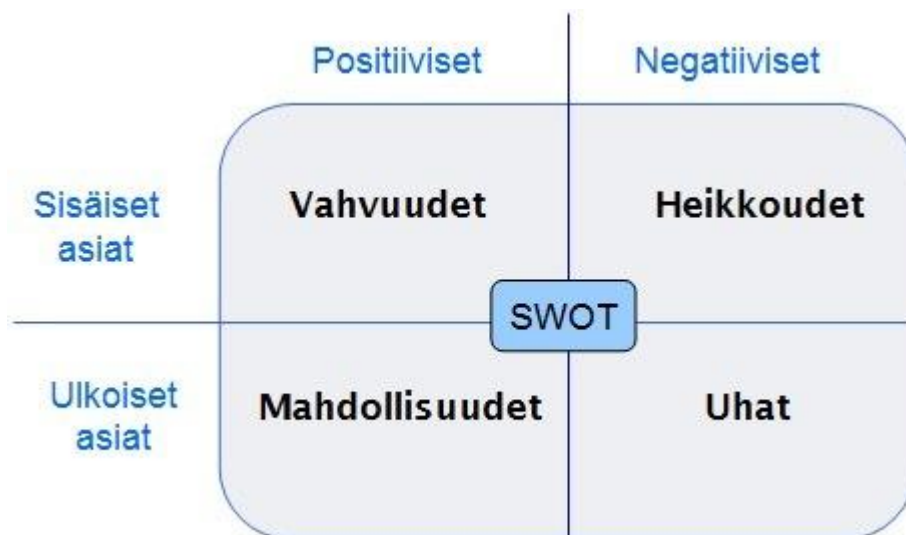 Positiiviset
Negatiiviset
Sisäiset
asiat
Vahvuudet
Heikkoudet
SWOT
Ulkoiset
asiat
Mahdollisuudet
Uhat